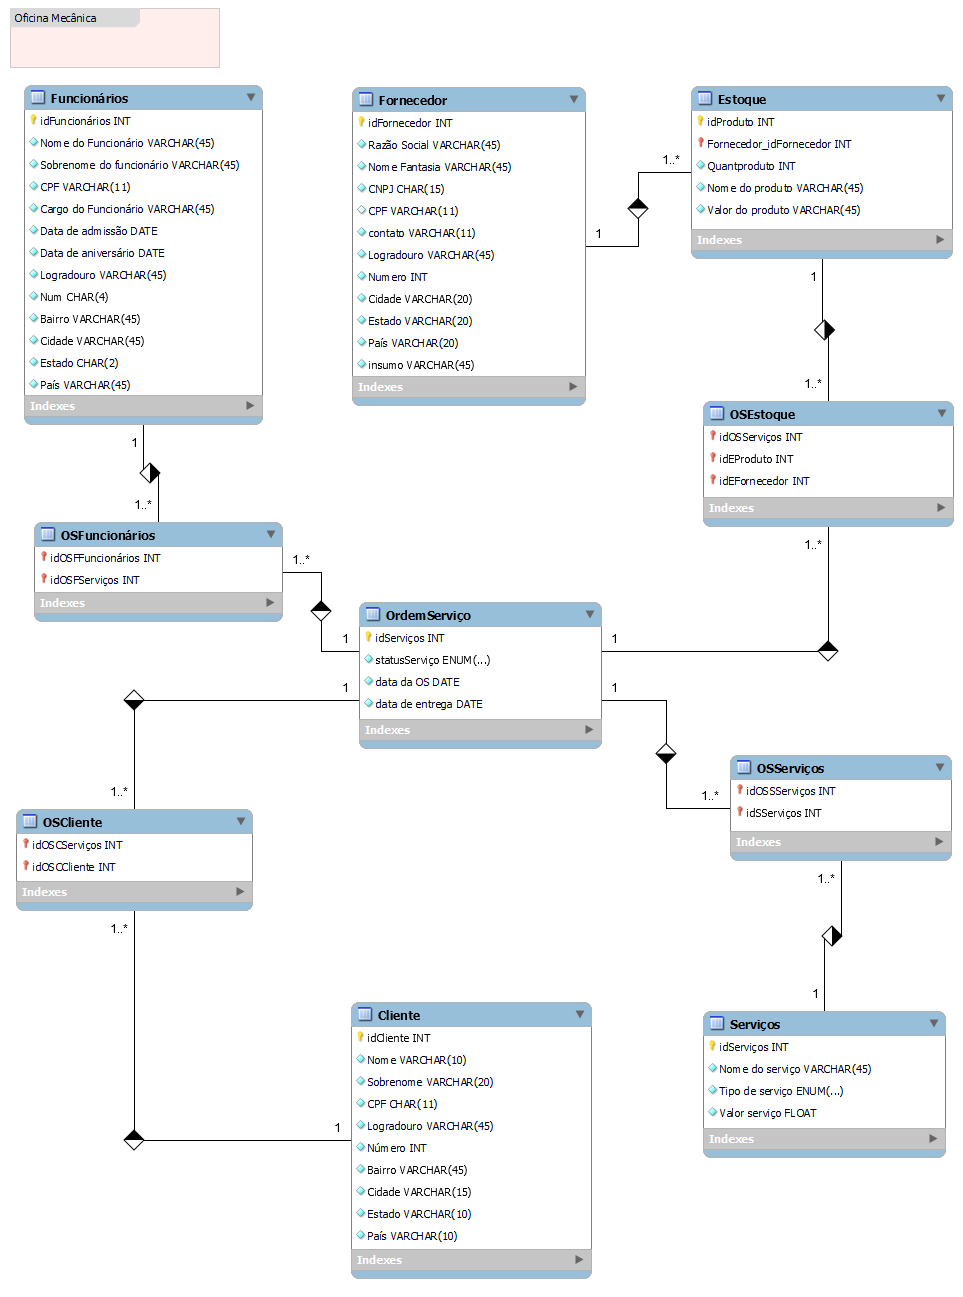 Oficina Mecânica
Funcionários
idFuncionários INT
Nome do Funcionário VARCHAR(45)
Sobrenome do funcionário VARCHAR(45)
CPF VARCHAR(11)
Cargo do Funcionário VARCHAR(45)
Data de admissão DATE
Data de aniversário DATE
Logradouro VARCHAR(45)
Num CHAR(4)
Bairro VARCHAR(45)
Cidade VARCHAR(45)
Estado CHAR(2)
País VARCHAR(45)
Indexes
Fornecedor
idFornecedor INT
Razão Social VARCHAR(45)
Nome Fantasia VARCHAR(45)
CNPJ CHAR(15)
CPF VARCHAR(11)
contato VARCHAR(11)
Logradouro VARCHAR(45)
Numero INT
Cidade VARCHAR(20)
Estado VARCHAR(20)
País VARCHAR(20)
insumo VARCHAR(45)
Indexes
1
1..*
Estoque
idProduto INT
Fornecedor_idFornecedor INT
Quantproduto INT
Nome do produto VARCHAR(45)
Valor do produto VARCHAR(45)
Indexes
1
1..*
OSEstoque
idOSServiços INT
idEProduto INT
idEFornecedor INT
Indexes
1..*
1
1
1..*
OSFuncionários
idOSFFuncionários INT
idOSFServiços INT
Indexes
1..*
1
OrdemServiço
idServiços INT
statusServiço ENUM(...)
data da OS DATE
data de entrega DATE
Indexes
1
1..*
1
1..*
OSServiços
idOSSServiços INT
idSServiços INT
Indexes
1..*
1
OSCliente
idOSCServiços INT
idOSCCliente INT
Indexes
1..*
1
Cliente
idCliente INT
Nome VARCHAR(10)
Sobrenome VARCHAR(20)
CPF CHAR(11)
Logradouro VARCHAR(45)
Número INT
Bairro VARCHAR(45)
Cidade VARCHAR(15)
Estado VARCHAR(10)
País VARCHAR(10)
Indexes
Serviços
idServiços INT
Nome do serviço VARCHAR(45)
Tipo de serviço ENUM(...)
Valor serviço FLOAT
Indexes